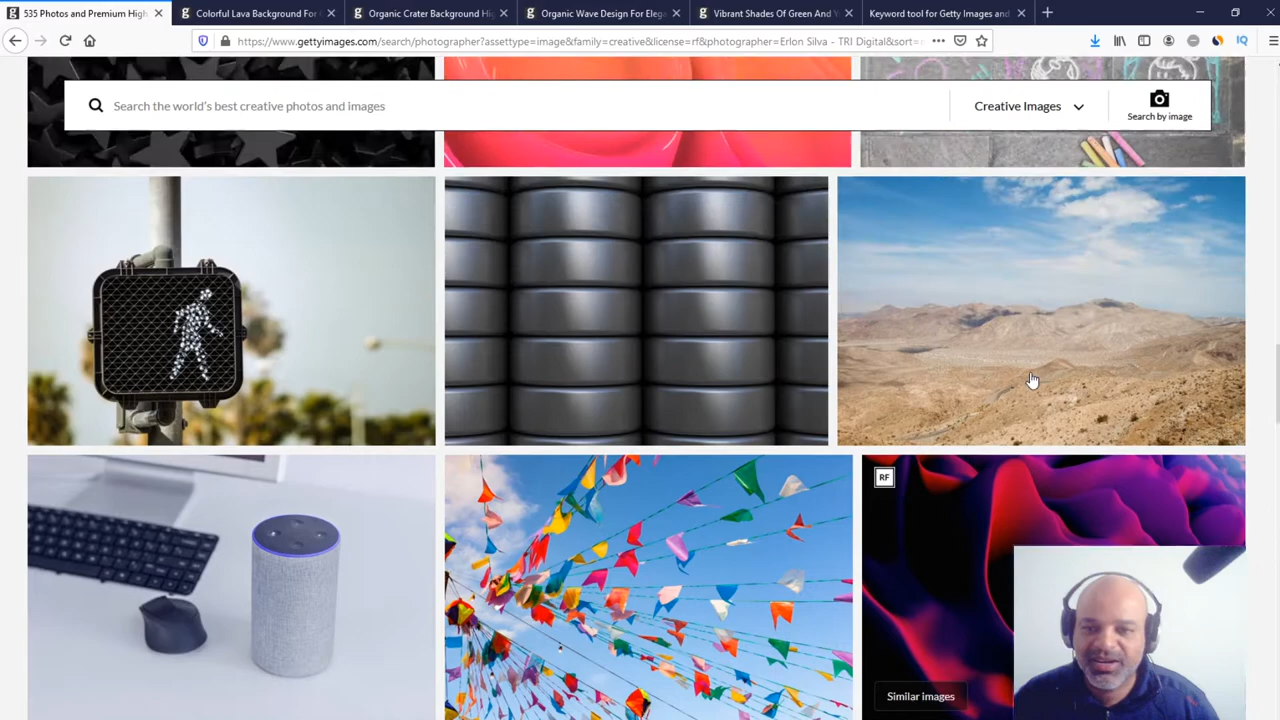 535 Photos and Premium High
Colorful Lava Background For C
Organic Crater Background Hig
Organic Wave Design For Elega
Vibrant Shades Of Green And Y
Keyword tool for Getty Images and
https://www.gettyimages.com/search/photographer?assettype=image&family=creative&license=rf&photographer=Erlon Silva - TRI Digital&sort=
Search the world's best creative photos and images
Creative Images
Search by image
RF
Similar images